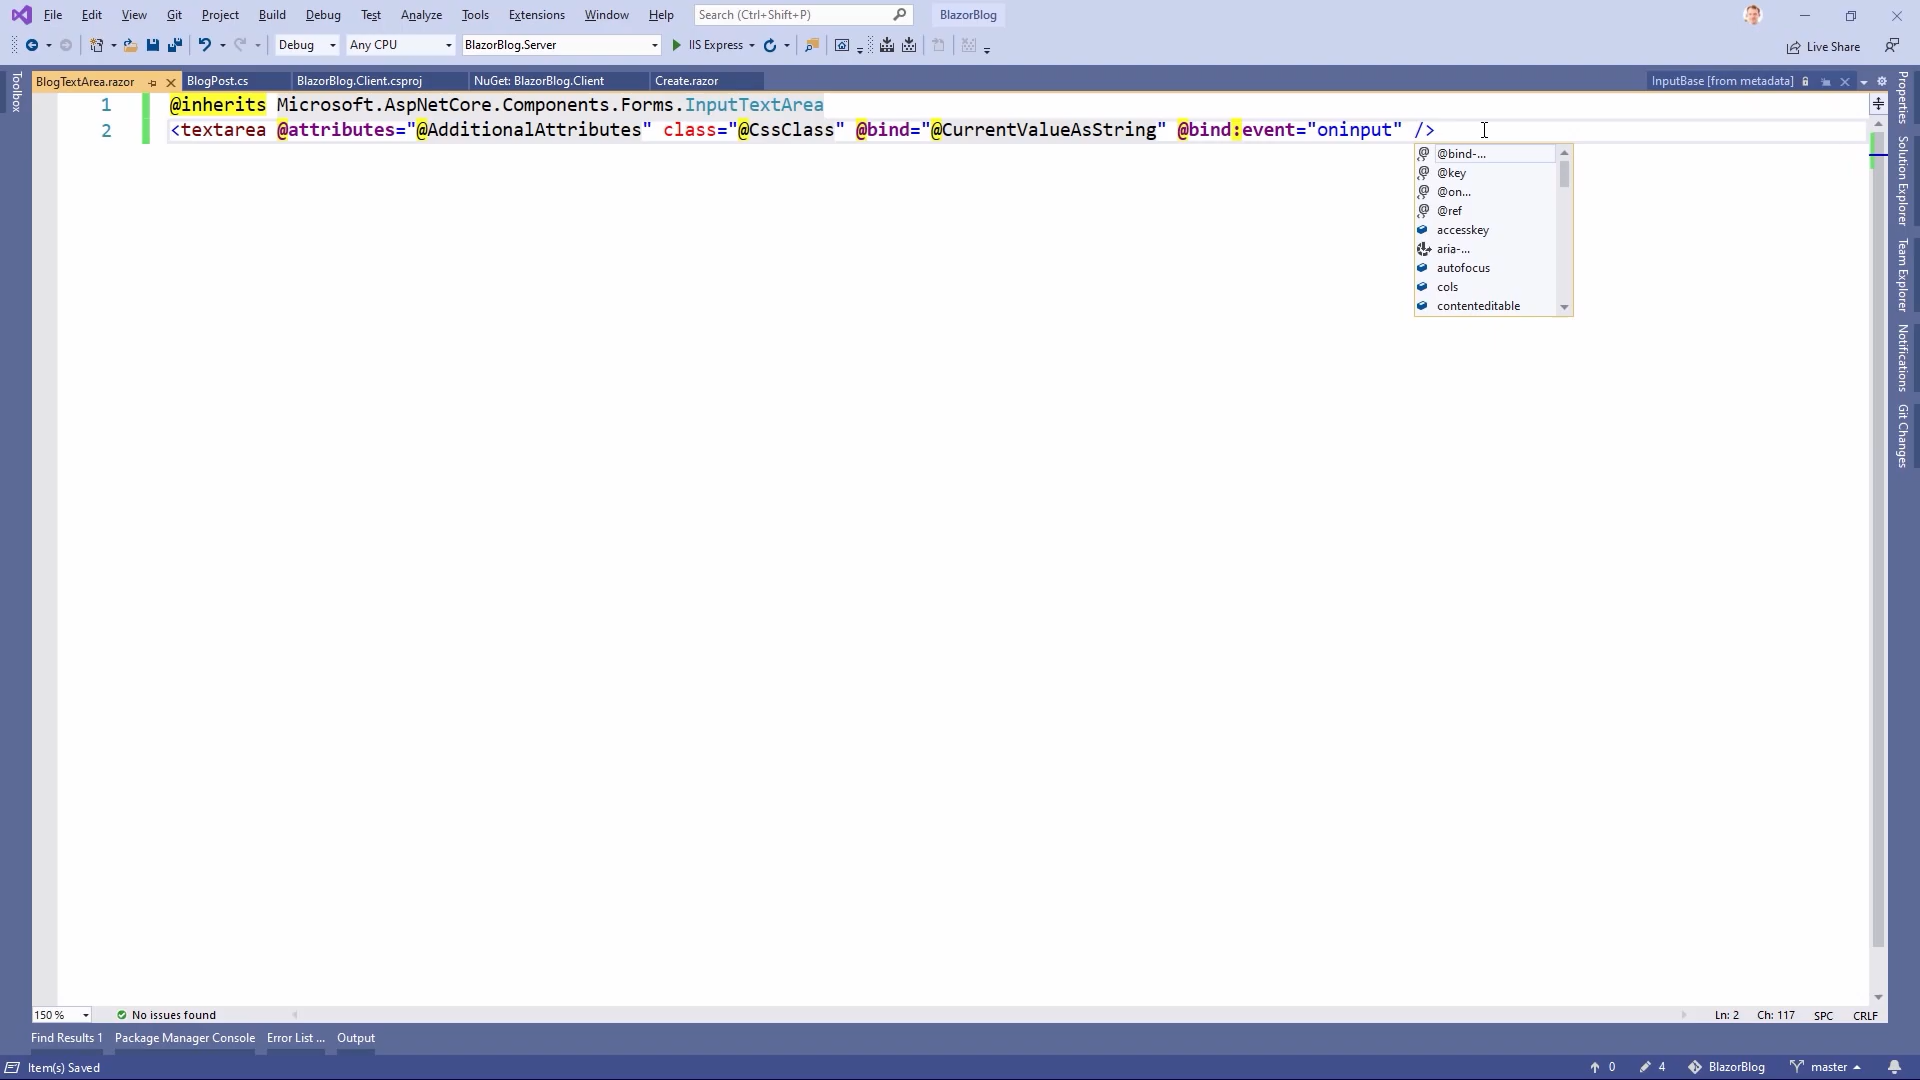 File Edit View Git Project Build Debug Test Analyze Tools Extensions Window Help Search (Ctrl+Shift+P) BlazorBlog
Debug Any CPU BlazorBlog.Server IIS Express Live Share
BlogTextArea.razor BlogPost.cs BlazorBlog.Client.csproj NuGet: BlazorBlog.Client Create.razor InputBase [from metadata]
Toolbox
1 @inherits Microsoft.AspNetCore.Components.Forms.InputTextArea
2 <textarea @attributes="@AdditionalAttributes" class="@CssClass" @bind="@CurrentValueAsString" @bind:event="oninput" />
@bind-...
@key
@on...
@ref
accesskey
aria-...
autofocus
cols
contenteditable
Properties
Solution Explorer
Team Explorer
Notifications
Git Changes
150 % No issues found Ln: 2 Ch: 117 SPC CRLF
Find Results 1 Package Manager Console Error List ... Output
Item(s) Saved 0 4 BlazorBlog master